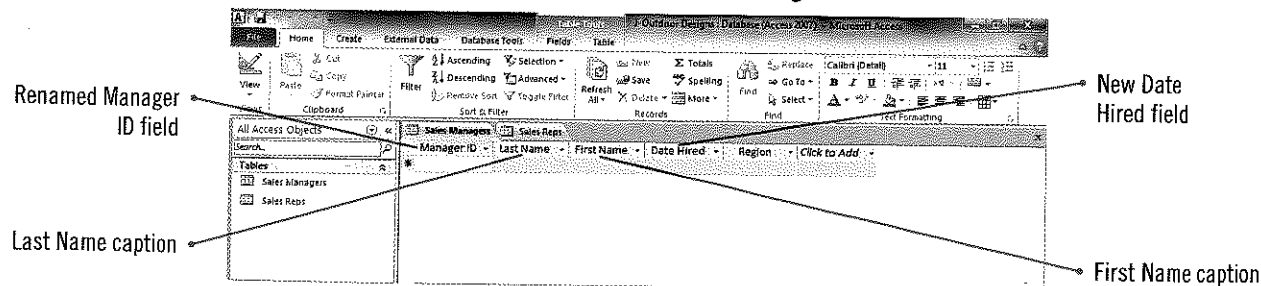 Table Tools J-Outdoor Designs : Database (Access 2007) - Microsoft Access
File Home Create External Data Database Tools Fields Table
View
Views
Paste
Cut
Copy
Format Painter
Clipboard
Filter
Ascending
Descending
Remove Sort
Selection
Advanced
Toggle Filter
Sort & Filter
Refresh
All
New
Save
Delete
Totals
Spelling
More
Records
Find
Replace
Go To
Select
Find
Calibri (Detail) 11
B I U
A
Text Formatting
Renamed Manager
ID field
New Date
Hired field
All Access Objects
Search...
Tables
Sales Managers
Sales Reps
Sales Managers Sales Reps
Manager ID Last Name First Name Date Hired Region Click to Add
Last Name caption
First Name caption